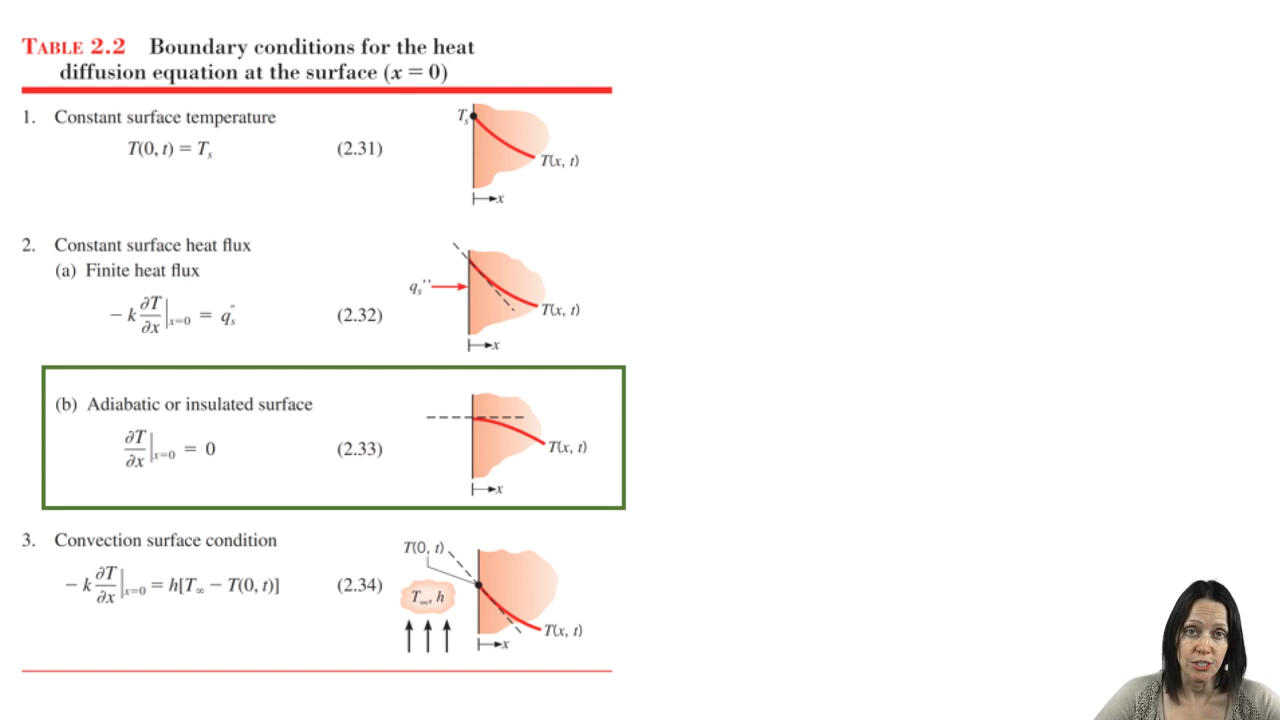 TABLE 2.2 Boundary conditions for the heat
diffusion equation at the surface (x = 0)
1. Constant surface temperature
T(0, t) = Tₛ (2.31)
Tₛ
T(x, t)
x
2. Constant surface heat flux
(a) Finite heat flux
− k ∂T/∂x |ₓ₌₀ = qₛ″ (2.32)
qₛ″
T(x, t)
x
(b) Adiabatic or insulated surface
∂T/∂x |ₓ₌₀ = 0 (2.33)
T(x, t)
x
3. Convection surface condition
− k ∂T/∂x |ₓ₌₀ = h[T∞ − T(0, t)] (2.34)
T(0, t)
T∞, h
T(x, t)
x